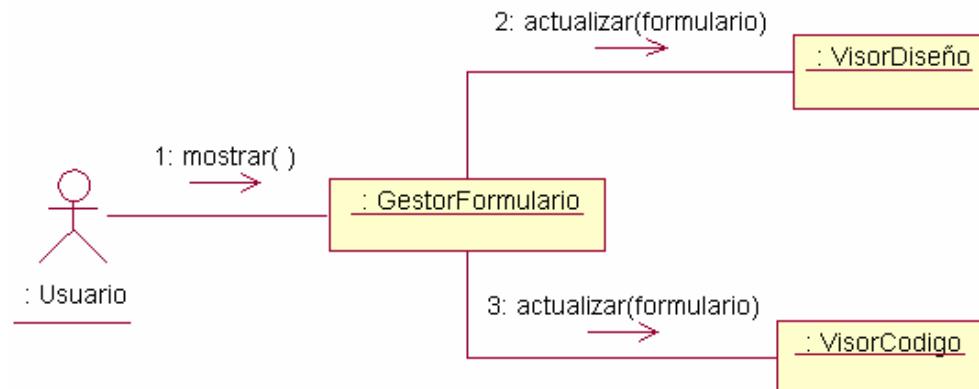 2: actualizar(formulario)
: VisorDiseño
1: mostrar( )
: GestorFormulario
: Usuario
3: actualizar(formulario)
: VisorCodigo